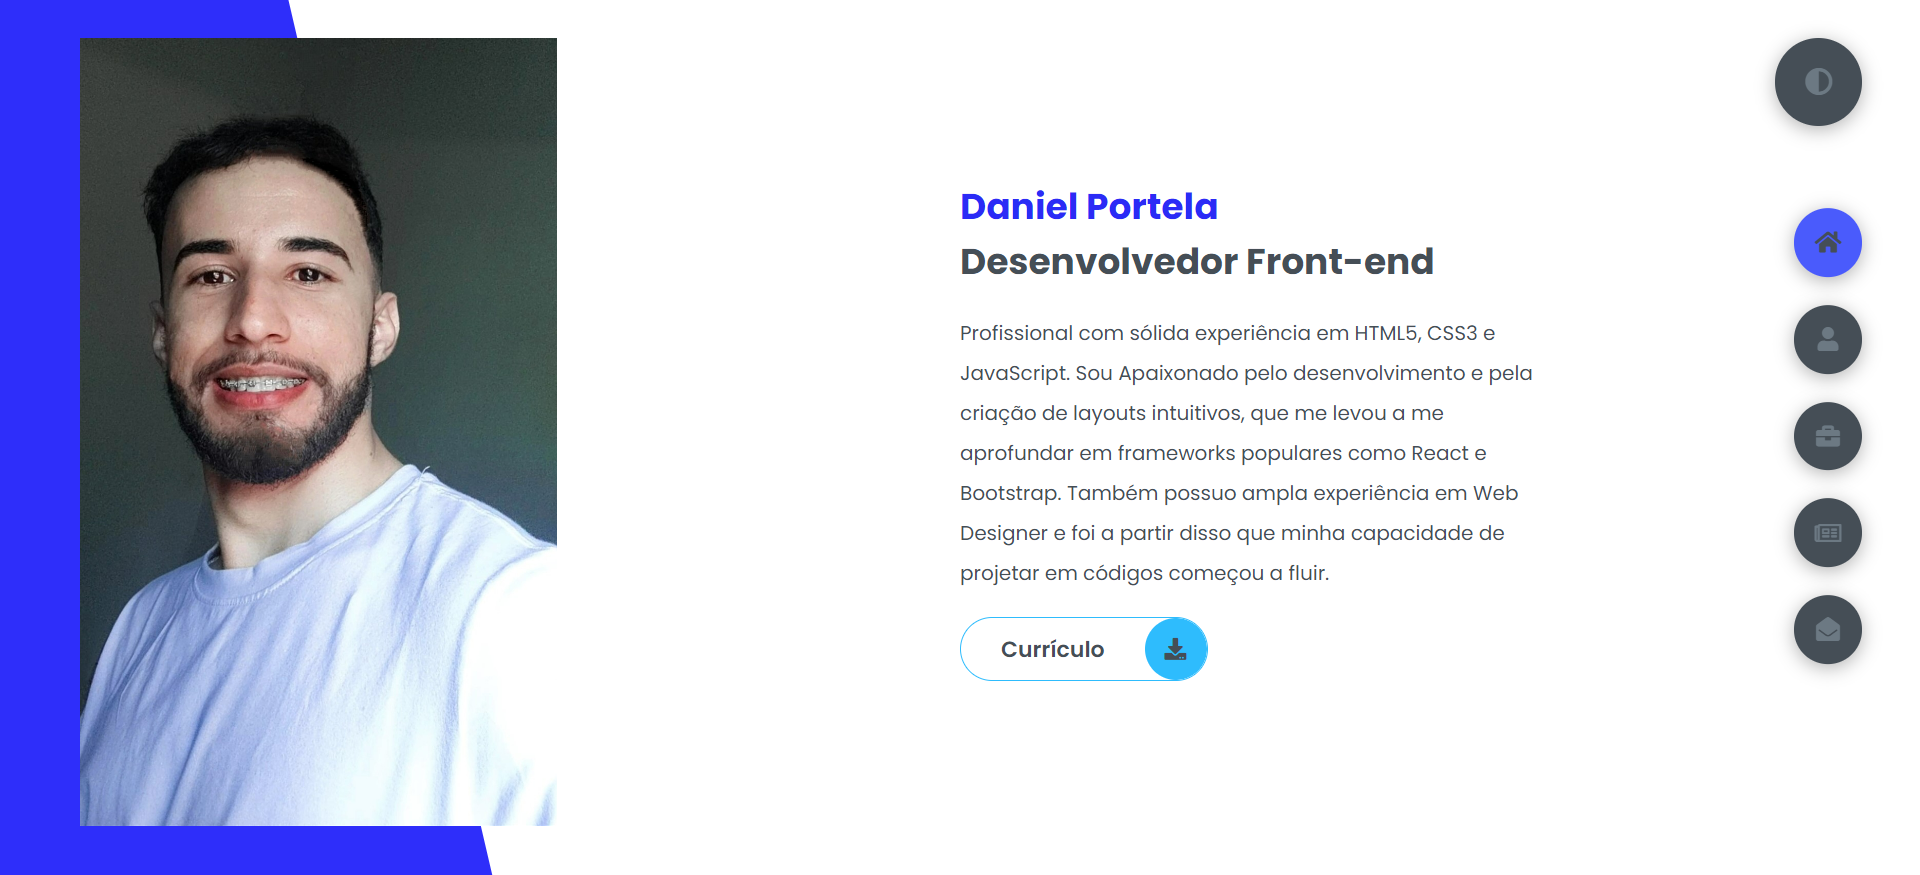 Daniel Portela
Desenvolvedor Front-end
Profissional com sólida experiência em HTML5, CSS3 e
JavaScript. Sou Apaixonado pelo desenvolvimento e pela
criação de layouts intuitivos, que me levou a me
aprofundar em frameworks populares como React e
Bootstrap. Também possuo ampla experiência em Web
Designer e foi a partir disso que minha capacidade de
projetar em códigos começou a fluir.
Currículo